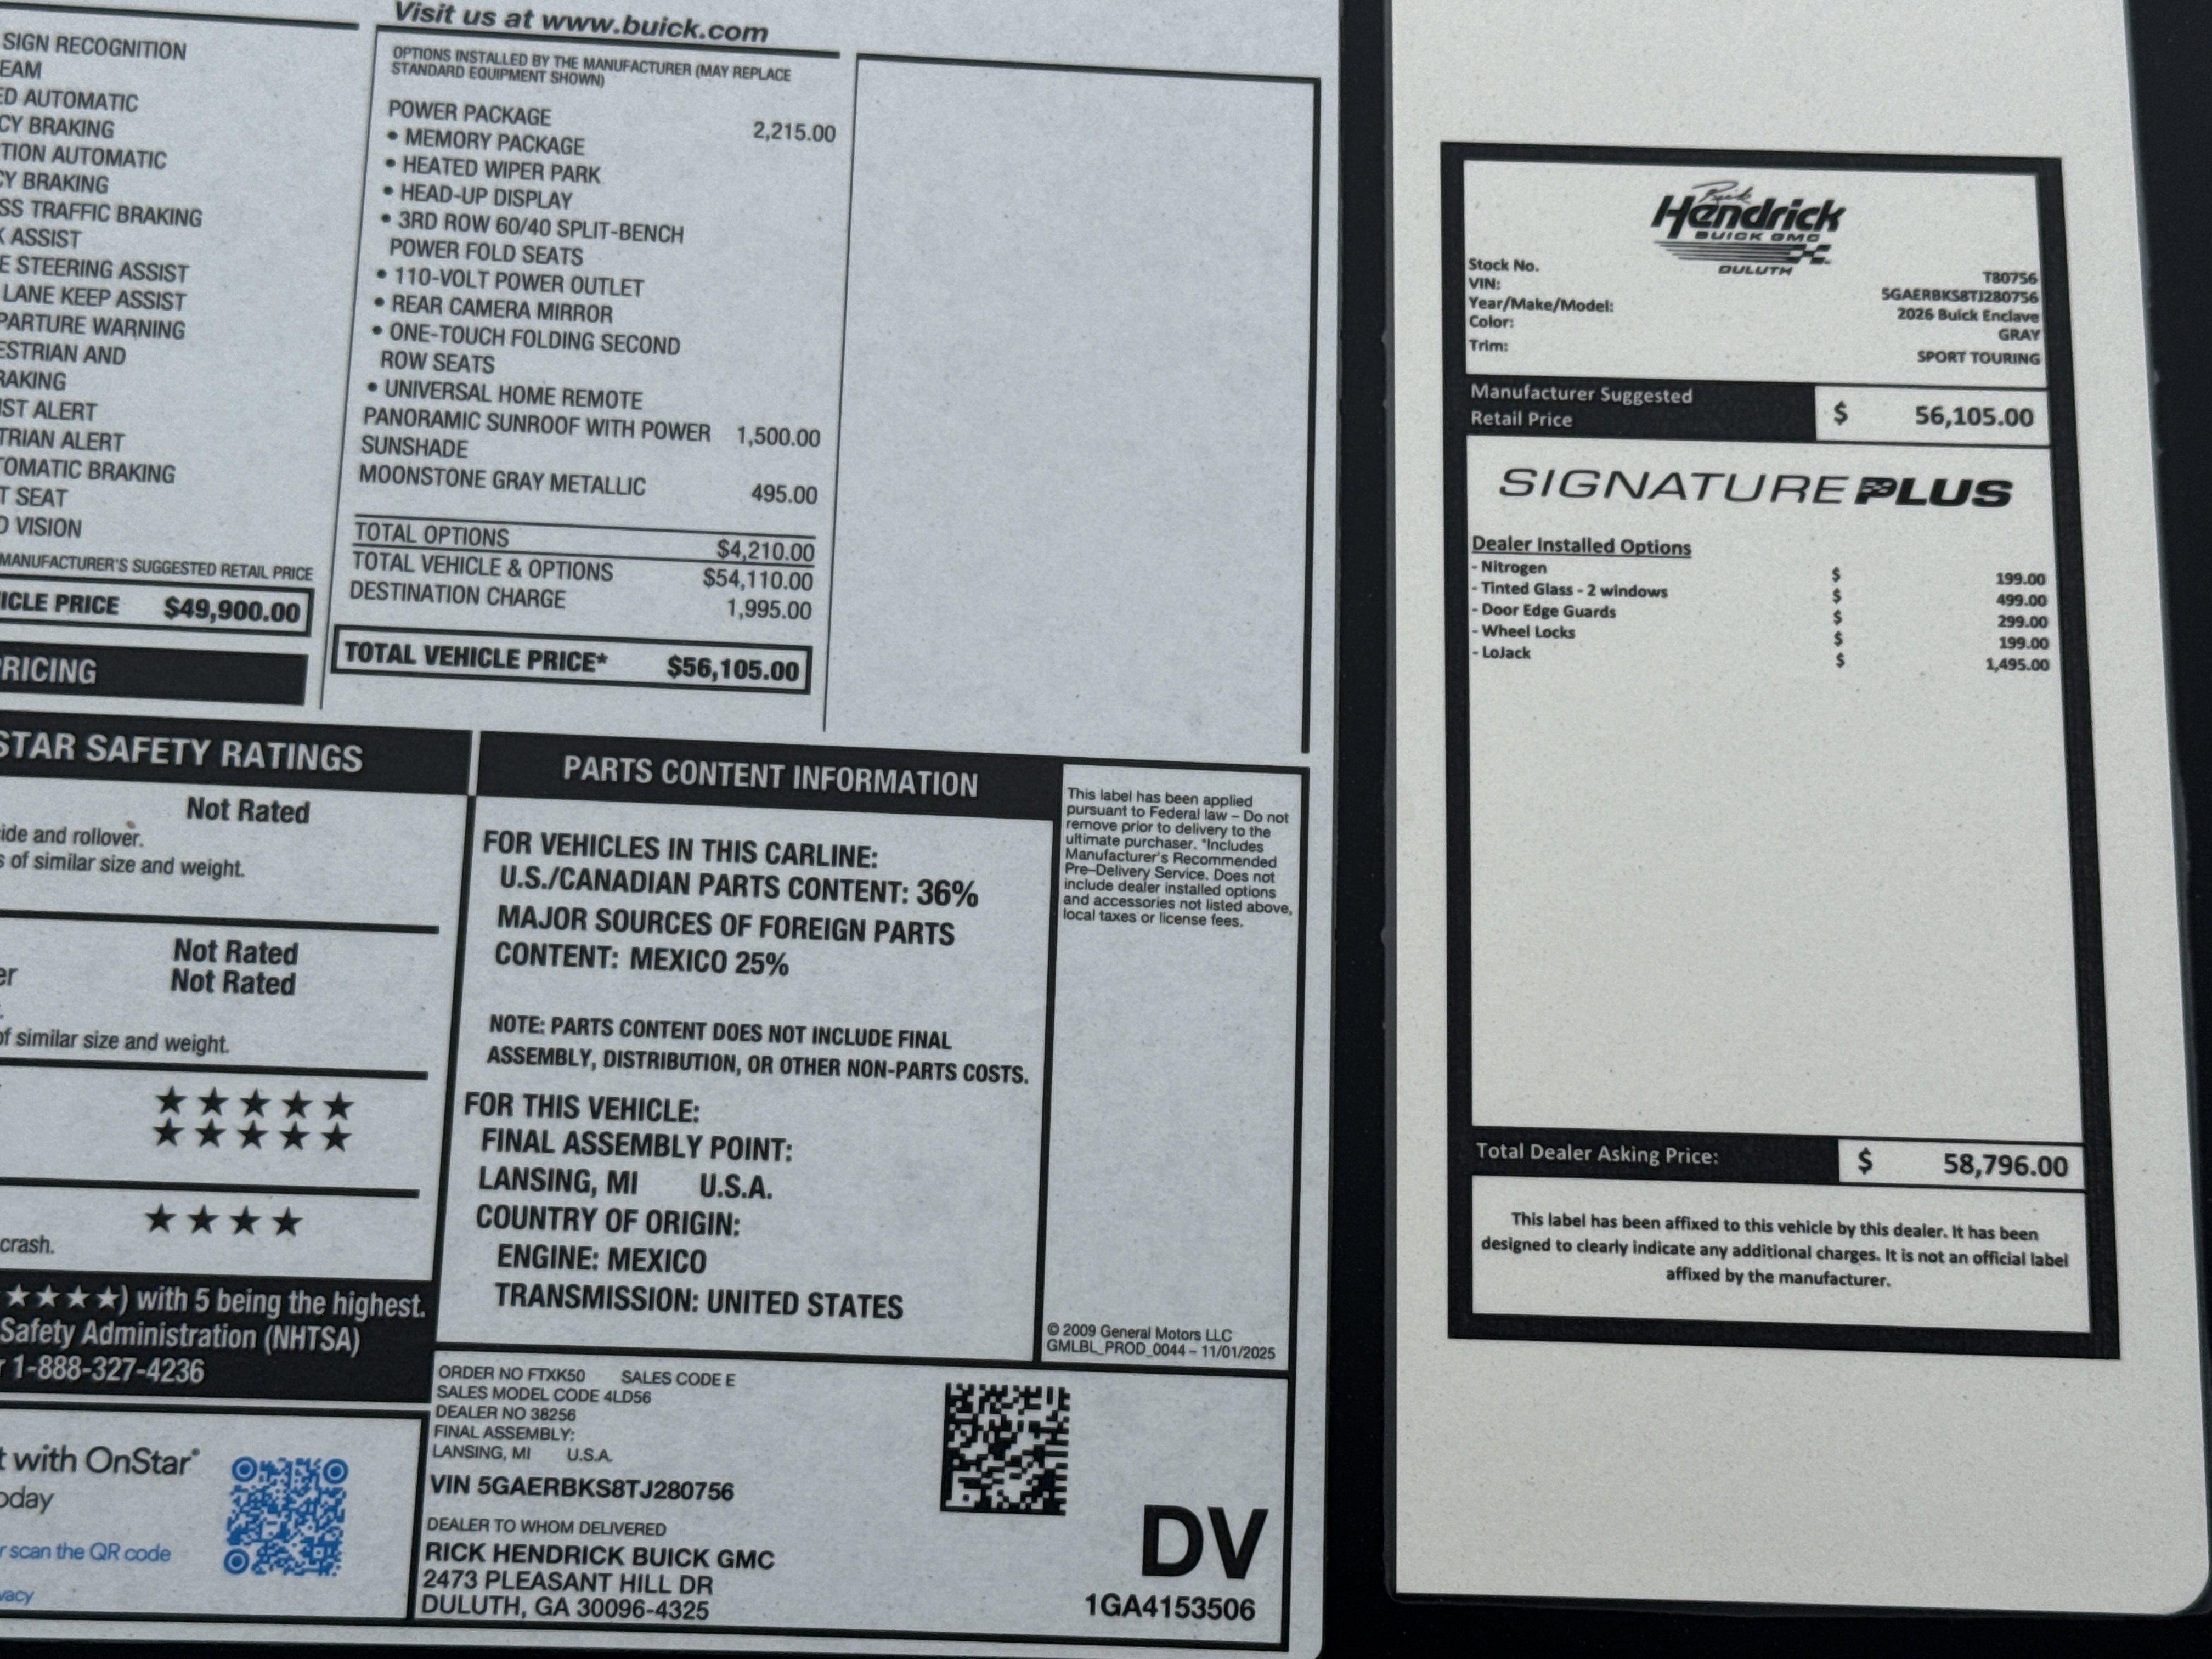 Visit us at www.buick.com
SIGN RECOGNITION
EAM
ED AUTOMATIC
CY BRAKING
TION AUTOMATIC
CY BRAKING
SS TRAFFIC BRAKING
K ASSIST
E STEERING ASSIST
LANE KEEP ASSIST
PARTURE WARNING
ESTRIAN AND
RAKING
IST ALERT
TRIAN ALERT
TOMATIC BRAKING
T SEAT
D VISION
MANUFACTURER'S SUGGESTED RETAIL PRICE
ICLE PRICE $49,900.00
RICING
OPTIONS INSTALLED BY THE MANUFACTURER (MAY REPLACE
STANDARD EQUIPMENT SHOWN)
POWER PACKAGE 2,215.00
• MEMORY PACKAGE
• HEATED WIPER PARK
• HEAD-UP DISPLAY
• 3RD ROW 60/40 SPLIT-BENCH
POWER FOLD SEATS
• 110-VOLT POWER OUTLET
• REAR CAMERA MIRROR
• ONE-TOUCH FOLDING SECOND
ROW SEATS
• UNIVERSAL HOME REMOTE
PANORAMIC SUNROOF WITH POWER 1,500.00
SUNSHADE
MOONSTONE GRAY METALLIC 495.00
TOTAL OPTIONS $4,210.00
TOTAL VEHICLE & OPTIONS $54,110.00
DESTINATION CHARGE 1,995.00
TOTAL VEHICLE PRICE* $56,105.00
STAR SAFETY RATINGS
Not Rated
ide and rollover.
s of similar size and weight.
Not Rated
er Not Rated
of similar size and weight.
★★★★★
★★★★★
★★★★
crash.
★★★★) with 5 being the highest.
Safety Administration (NHTSA)
r 1-888-327-4236
t with OnStar®
oday
r scan the QR code
vacy
PARTS CONTENT INFORMATION
FOR VEHICLES IN THIS CARLINE:
U.S./CANADIAN PARTS CONTENT: 36%
MAJOR SOURCES OF FOREIGN PARTS
CONTENT: MEXICO 25%
NOTE: PARTS CONTENT DOES NOT INCLUDE FINAL
ASSEMBLY, DISTRIBUTION, OR OTHER NON-PARTS COSTS.
FOR THIS VEHICLE:
FINAL ASSEMBLY POINT:
LANSING, MI U.S.A.
COUNTRY OF ORIGIN:
ENGINE: MEXICO
TRANSMISSION: UNITED STATES
This label has been applied
pursuant to Federal law – Do not
remove prior to delivery to the
ultimate purchaser. *Includes
Manufacturer's Recommended
Pre–Delivery Service. Does not
include dealer installed options
and accessories not listed above,
local taxes or license fees.
© 2009 General Motors LLC
GMLBL_PROD_0044 – 11/01/2025
ORDER NO FTXK50 SALES CODE E
SALES MODEL CODE 4LD56
DEALER NO 38256
FINAL ASSEMBLY:
LANSING, MI U.S.A.
VIN 5GAERBKS8TJ280756
DEALER TO WHOM DELIVERED
RICK HENDRICK BUICK GMC
2473 PLEASANT HILL DR
DULUTH, GA 30096-4325
DV
1GA4153506
Rick
Hendrick
BUICK GMC
DULUTH
Stock No. T80756
VIN: 5GAERBKS8TJ280756
Year/Make/Model: 2026 Buick Enclave
Color: GRAY
Trim: SPORT TOURING
Manufacturer Suggested
Retail Price $ 56,105.00
SIGNATURE PLUS
Dealer Installed Options
- Nitrogen $ 199.00
- Tinted Glass - 2 windows $ 499.00
- Door Edge Guards $ 299.00
- Wheel Locks $ 199.00
- LoJack $ 1,495.00
Total Dealer Asking Price: $ 58,796.00
This label has been affixed to this vehicle by this dealer. It has been
designed to clearly indicate any additional charges. It is not an official label
affixed by the manufacturer.